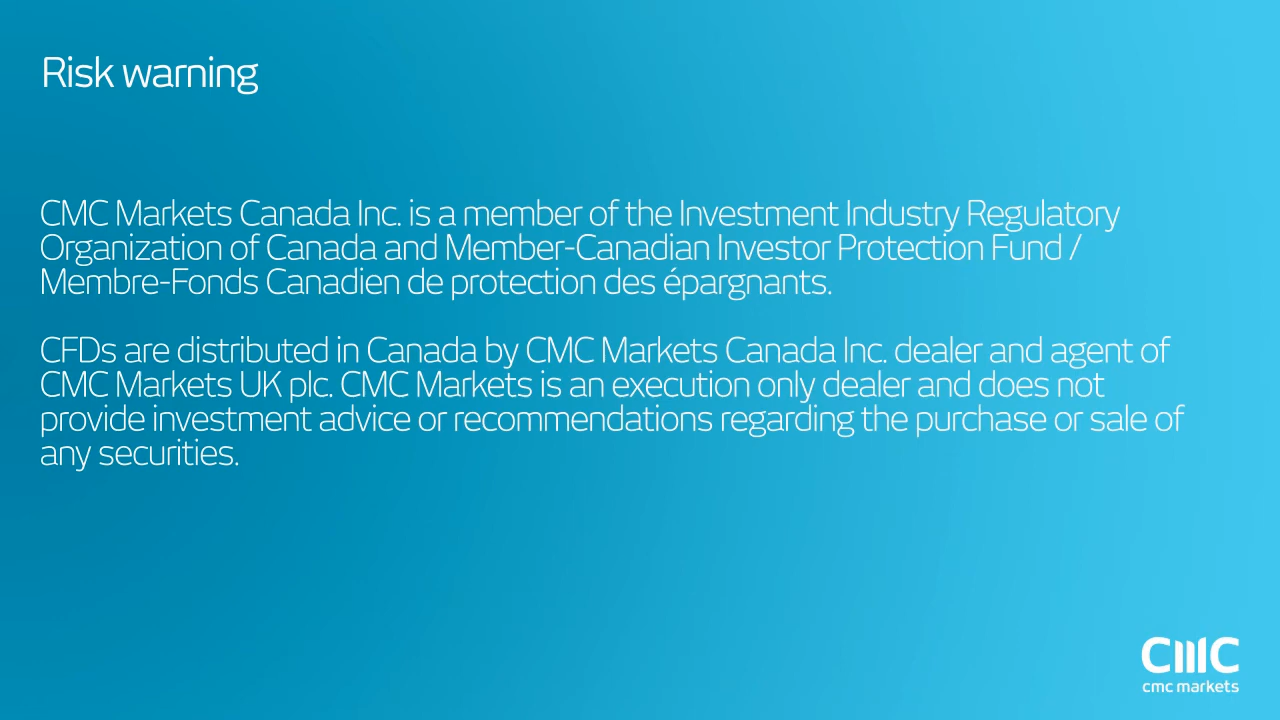 Risk warning
CMC Markets Canada Inc. is a member of the Investment Industry Regulatory
Organization of Canada and Member-Canadian Investor Protection Fund /
Membre-Fonds Canadien de protection des épargnants.
CFDs are distributed in Canada by CMC Markets Canada Inc. dealer and agent of
CMC Markets UK plc. CMC Markets is an execution only dealer and does not
provide investment advice or recommendations regarding the purchase or sale of
any securities.
CMC
cmc markets